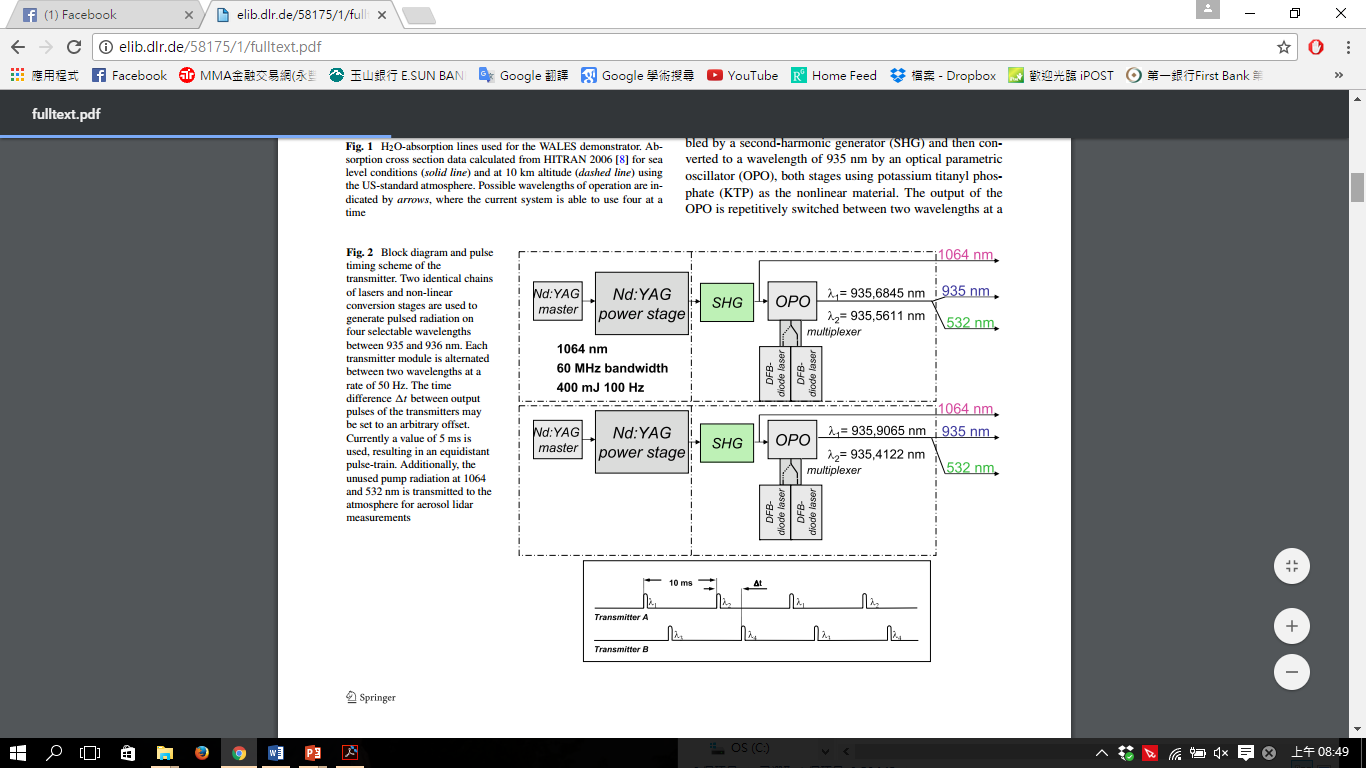 (1) Facebook
elib.dlr.de/58175/1/full
elib.dlr.de/58175/1/fulltext.pdf
應用程式
Facebook
MMA金融交易網(永豐
玉山銀行 E.SUN BAN
Google 翻譯
Google 學術搜尋
YouTube
Home Feed
檔案 - Dropbox
歡迎光臨 iPOST
第一銀行First Bank
fulltext.pdf
Fig. 1 H2O-absorption lines used for the WALES demonstrator. Ab-
sorption cross section data calculated from HITRAN 2006 [8] for sea
level conditions (solid line) and at 10 km altitude (dashed line) using
the US-standard atmosphere. Possible wavelengths of operation are in-
dicated by arrows, where the current system is able to use four at a
time
bled by a second-harmonic generator (SHG) and then con-
verted to a wavelength of 935 nm by an optical parametric
oscillator (OPO), both stages using potassium titanyl phos-
phate (KTP) as the nonlinear material. The output of the
OPO is repetitively switched between two wavelengths at a
Fig. 2 Block diagram and pulse
timing scheme of the
transmitter. Two identical chains
of lasers and non-linear
conversion stages are used to
generate pulsed radiation on
four selectable wavelengths
between 935 and 936 nm. Each
transmitter module is alternated
between two wavelengths at a
rate of 50 Hz. The time
difference Δt between output
pulses of the transmitters may
be set to an arbitrary offset.
Currently a value of 5 ms is
used, resulting in an equidistant
pulse-train. Additionally, the
unused pump radiation at 1064
and 532 nm is transmitted to the
atmosphere for aerosol lidar
measurements
1064 nm
Nd:YAG
master
Nd:YAG
power stage
SHG
OPO
λ1= 935,6845 nm
λ2= 935,5611 nm
935 nm
532 nm
multiplexer
DFB-
diode laser
DFB-
diode laser
1064 nm
60 MHz bandwidth
400 mJ 100 Hz
1064 nm
Nd:YAG
master
Nd:YAG
power stage
SHG
OPO
λ1= 935,9065 nm
λ2= 935,4122 nm
935 nm
532 nm
multiplexer
DFB-
diode laser
DFB-
diode laser
10 ms
Δt
λ1
λ2
λ1
λ2
Transmitter A
λ3
λ4
λ3
λ4
Transmitter B
Springer
OS (C:)
上午 08:49